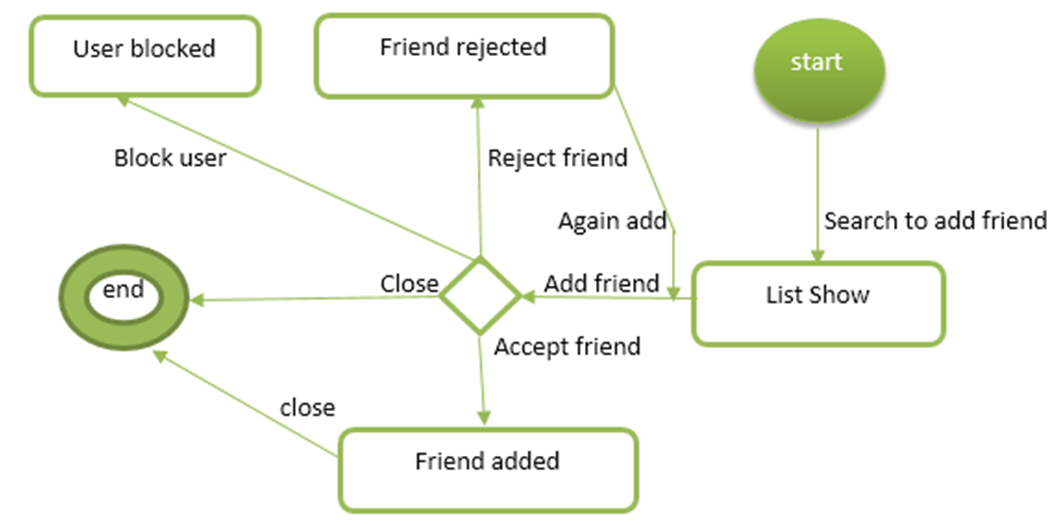 User blocked
Friend rejected
start
Block user
Reject friend
Again add
Search to add friend
end
Close
Add friend
List Show
Accept friend
close
Friend added